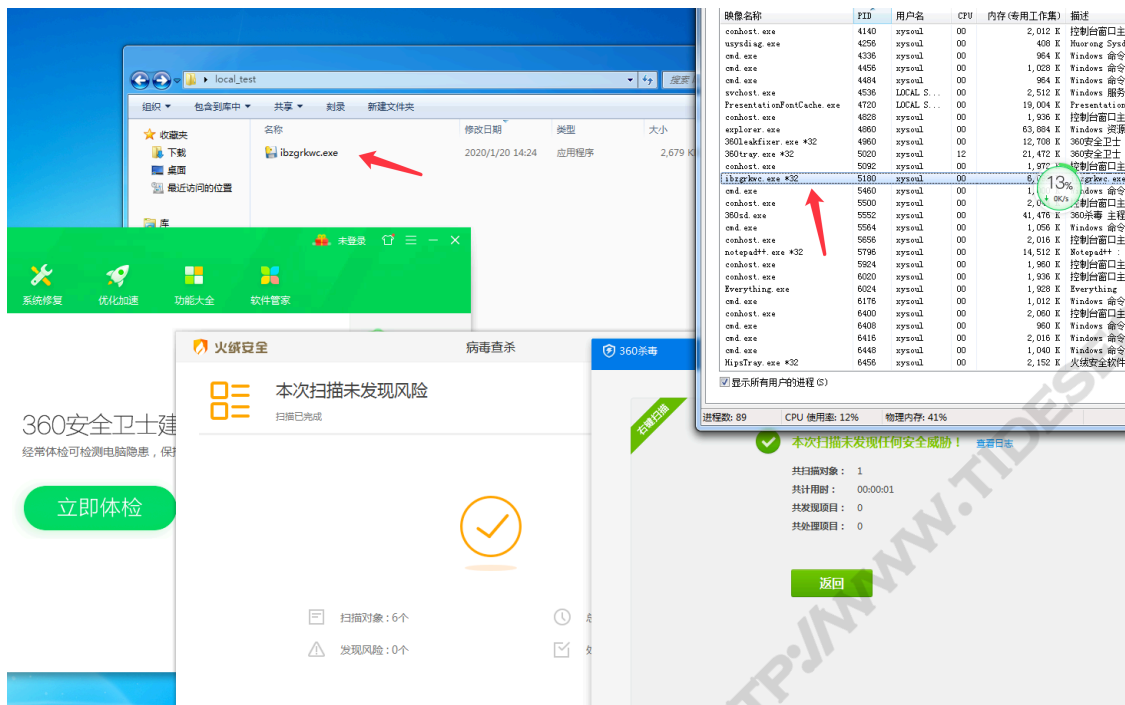 local_test
搜索
组织
包含到库中
共享
刻录
新建文件夹
收藏夹
下载
桌面
最近访问的位置
库
名称
修改日期
类型
大小
ibzgrkwc.exe
2020/1/20 14:24
应用程序
2,679 K
映像名称 PID 用户名 CPU 内存(专用工作集) 描述
conhost.exe 4140 xysoul 00 2,012 K 控制台窗口主
usysdiag.exe 4256 xysoul 00 408 K Huorong Sysd
cmd.exe 4336 xysoul 00 964 K Windows 命令
cmd.exe 4456 xysoul 00 1,028 K Windows 命令
cmd.exe 4484 xysoul 00 964 K Windows 命令
svchost.exe 4536 LOCAL S... 00 2,512 K Windows 服务
PresentationFontCache.exe 4720 LOCAL S... 00 19,004 K Presentation
conhost.exe 4828 xysoul 00 1,936 K 控制台窗口主
explorer.exe 4860 xysoul 00 63,884 K Windows 资源
360leakfixer.exe *32 4960 xysoul 00 12,708 K 360安全卫士
360tray.exe *32 5020 xysoul 12 21,472 K 360安全卫士
conhost.exe 5092 xysoul 00 1,972 控制台窗口主
ibzgrkwc.exe *32 5180 xysoul 00 6, zgrkwc.exe
cmd.exe 5460 xysoul 00 1, dows 命令
conhost.exe 5500 xysoul 00 2,0 制台窗口主
360sd.exe 5552 xysoul 00 41,476 K 360杀毒 主程
cmd.exe 5564 xysoul 00 1,056 K Windows 命令
conhost.exe 5656 xysoul 00 2,016 K 控制台窗口主
notepad++.exe *32 5796 xysoul 00 14,512 K Notepad++ :
conhost.exe 5924 xysoul 00 1,960 K 控制台窗口主
conhost.exe 6020 xysoul 00 1,936 K 控制台窗口主
Everything.exe 6024 xysoul 00 1,928 K Everything
cmd.exe 6176 xysoul 00 1,012 K Windows 命令
conhost.exe 6400 xysoul 00 2,060 K 控制台窗口主
cmd.exe 6408 xysoul 00 960 K Windows 命令
cmd.exe 6416 xysoul 00 2,016 K Windows 命令
cmd.exe 6448 xysoul 00 1,040 K Windows 命令
HipsTray.exe *32 6456 xysoul 00 2,152 K 火绒安全软件
13%
0K/s
显示所有用户的进程(S)
进程数: 89 CPU 使用率: 12% 物理内存: 41%
未登录
系统修复
优化加速
功能大全
软件管家
360安全卫士建
经常体检可检测电脑隐患，保
立即体检
火绒安全
病毒查杀
本次扫描未发现风险
扫描已完成
扫描对象：6个
发现风险：0个
360杀毒
右键扫描
本次扫描未发现任何安全威胁！ 查看日志
共扫描对象： 1
共计用时： 00:00:01
共发现项目： 0
共处理项目： 0
返回
TP://WWW.TIDESE